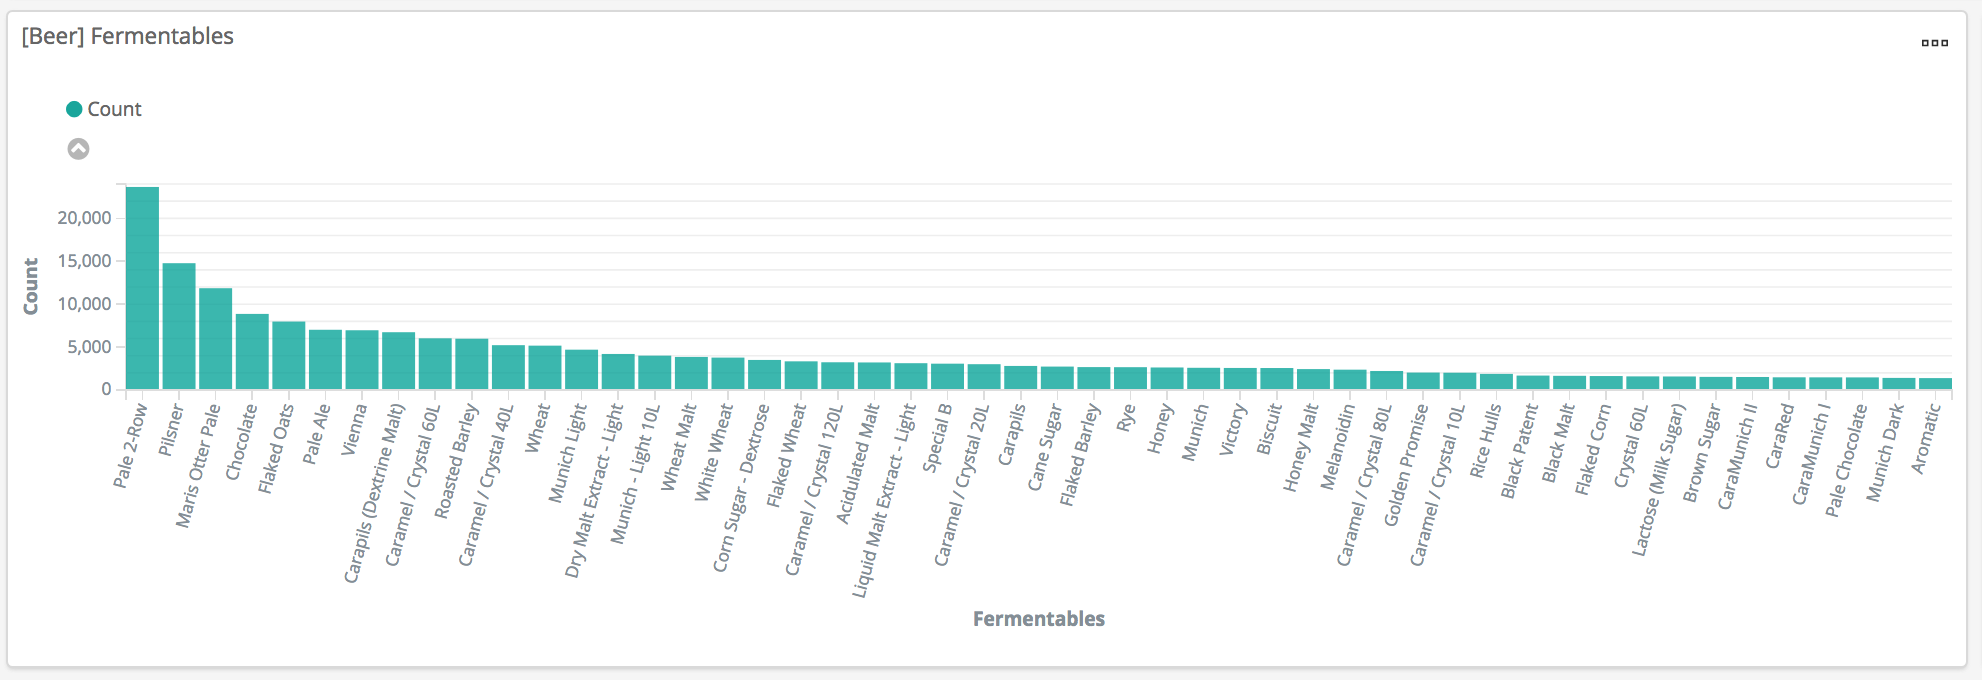 [Beer] Fermentables
Count
20,000
15,000
10,000
5,000
0
Count
Pale 2-Row
Pilsner
Maris Otter Pale
Chocolate
Flaked Oats
Pale Ale
Vienna
Carapils (Dextrine Malt)
Caramel / Crystal 60L
Roasted Barley
Caramel / Crystal 40L
Wheat
Munich Light
Dry Malt Extract - Light
Munich - Light 10L
Wheat Malt
White Wheat
Corn Sugar - Dextrose
Flaked Wheat
Caramel / Crystal 120L
Acidulated Malt
Liquid Malt Extract - Light
Special B
Caramel / Crystal 20L
Carapils
Cane Sugar
Flaked Barley
Rye
Honey
Munich
Victory
Biscuit
Honey Malt
Melanoidin
Caramel / Crystal 80L
Golden Promise
Caramel / Crystal 10L
Rice Hulls
Black Patent
Black Malt
Flaked Corn
Crystal 60L
Lactose (Milk Sugar)
Brown Sugar
CaraMunich II
CaraRed
CaraMunich I
Pale Chocolate
Munich Dark
Aromatic
Fermentables